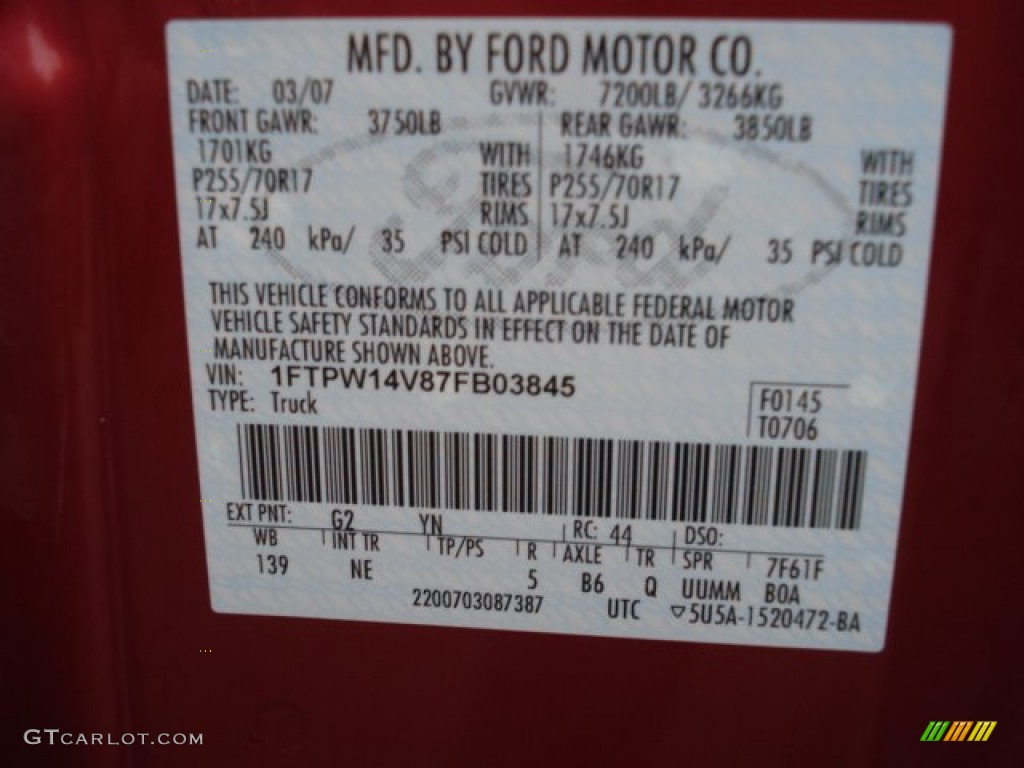 MFD. BY FORD MOTOR CO.
DATE: 03/07 GVWR: 7200LB/ 3266KG
FRONT GAWR: 3750LB REAR GAWR: 3850LB
1701KG WITH 1746KG WITH
P255/70R17 TIRES P255/70R17 TIRES
17x7.5J RIMS 17x7.5J RIMS
AT 240 kPa/ 35 PSI COLD AT 240 kPa/ 35 PSI COLD
Ford
THIS VEHICLE CONFORMS TO ALL APPLICABLE FEDERAL MOTOR
VEHICLE SAFETY STANDARDS IN EFFECT ON THE DATE OF
MANUFACTURE SHOWN ABOVE.
VIN: 1FTPW14V87FB03845
TYPE: Truck
F0145
T0706
EXT PNT: G2 YN RC: 44 DSO:
WB INT TR TP/PS R AXLE TR SPR 7F61F
139 NE 5 B6 Q UUMM BOA
2200703087387 UTC ▽5U5A-1520472-BA
GTCARLOT.COM